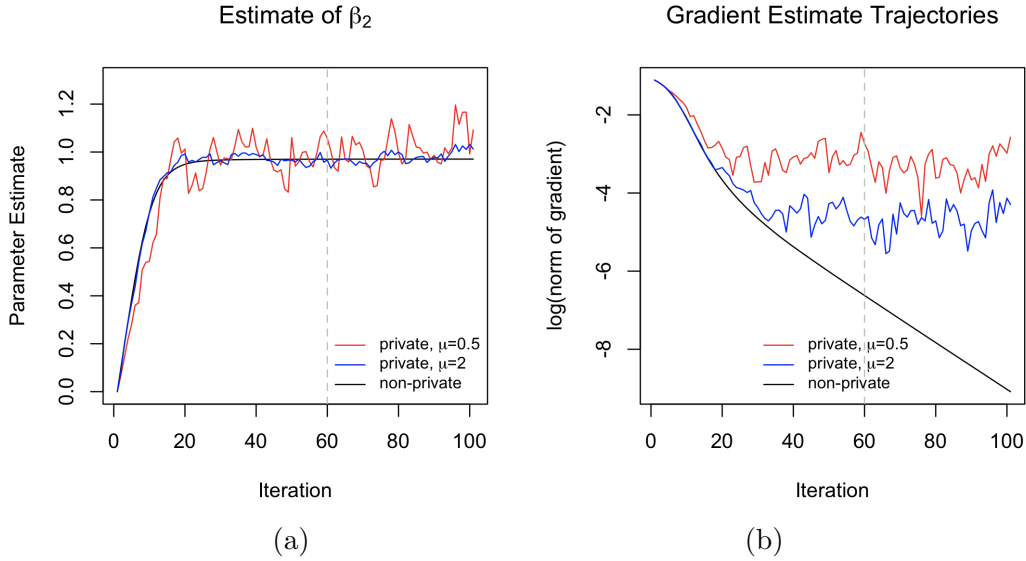 Estimate of β₂
Parameter Estimate
1.2
1.0
0.8
0.6
0.4
0.2
0.0
private, μ=0.5
private, μ=2
non-private
0 20 40 60 80 100
Iteration
(a)
Gradient Estimate Trajectories
log(norm of gradient)
-2
-4
-6
-8
private, μ=0.5
private, μ=2
non-private
0 20 40 60 80 100
Iteration
(b)